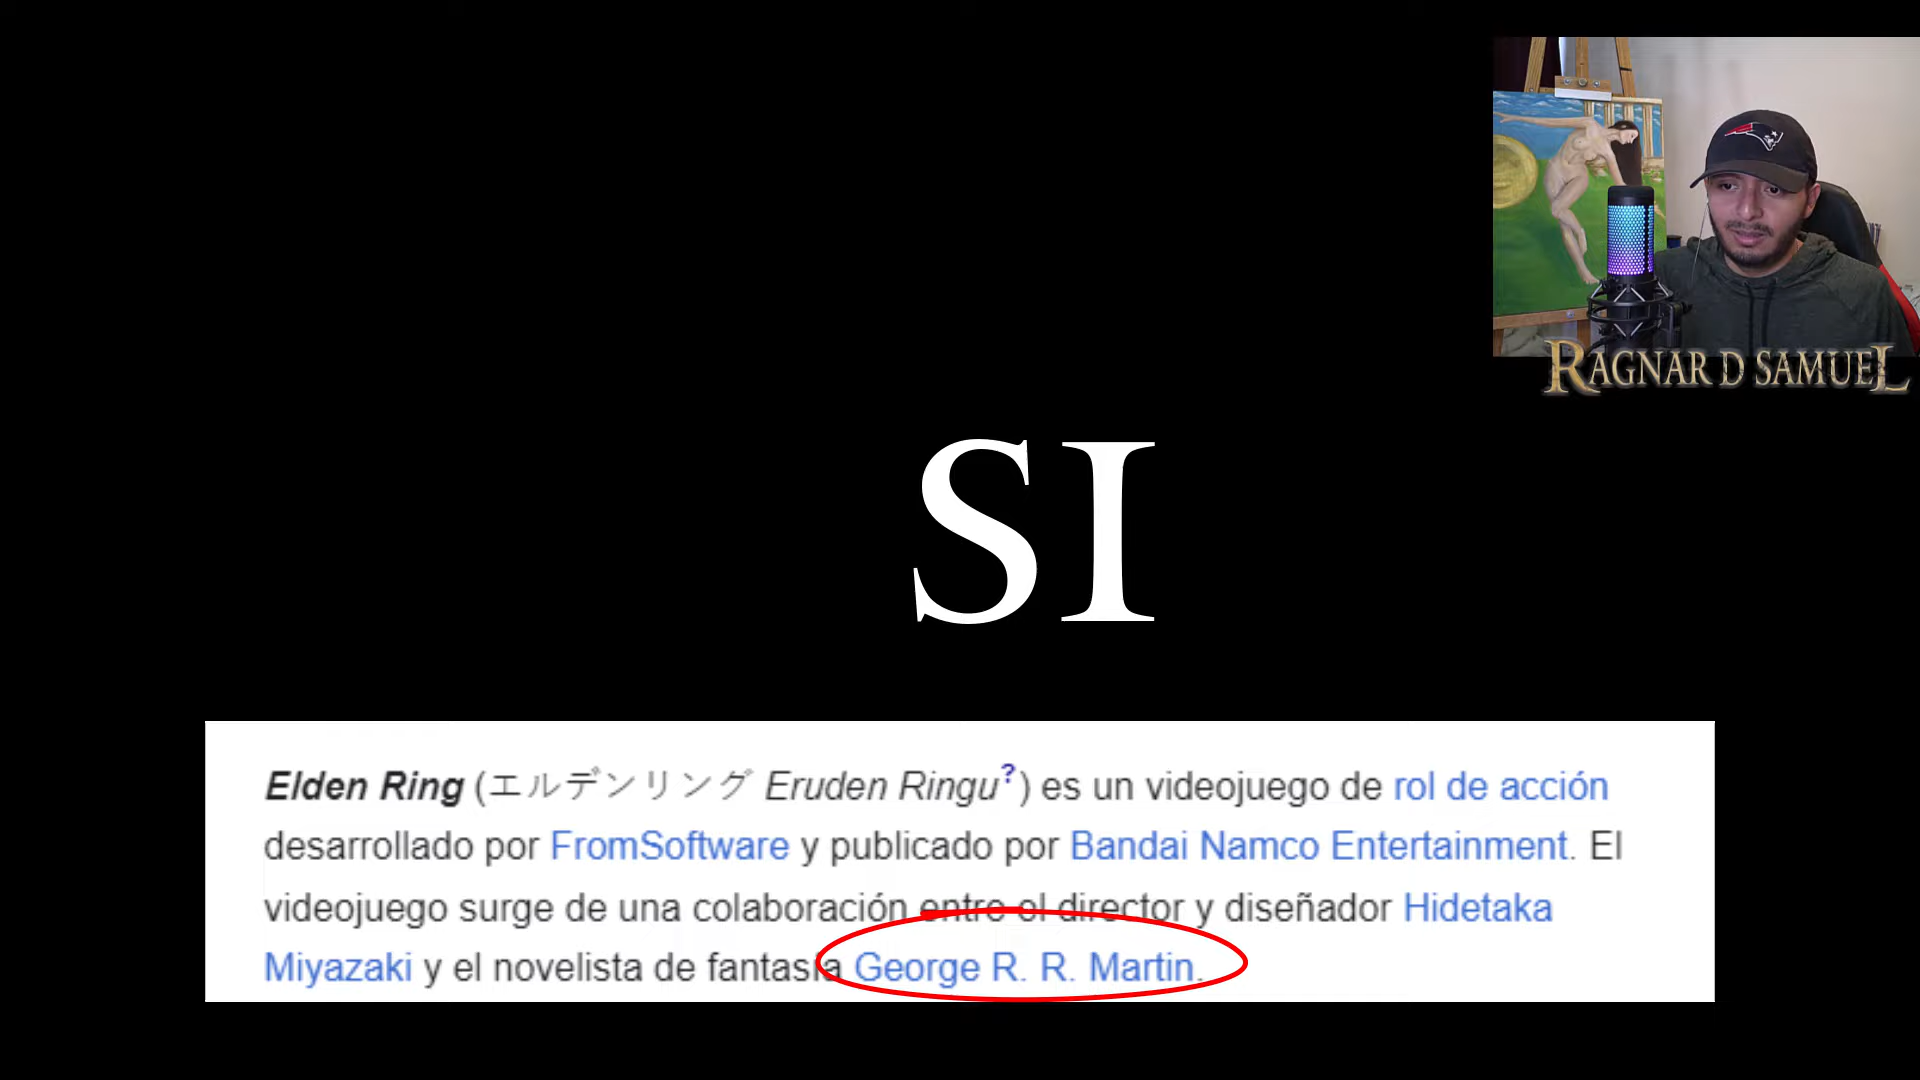 RAGNAR D SAMUEL
SI
Elden Ring (エルデンリング Eruden Ringu?) es un videojuego de rol de acción
desarrollado por FromSoftware y publicado por Bandai Namco Entertainment. El
videojuego surge de una colaboración entre el director y diseñador Hidetaka
Miyazaki y el novelista de fantasía George R. R. Martin.